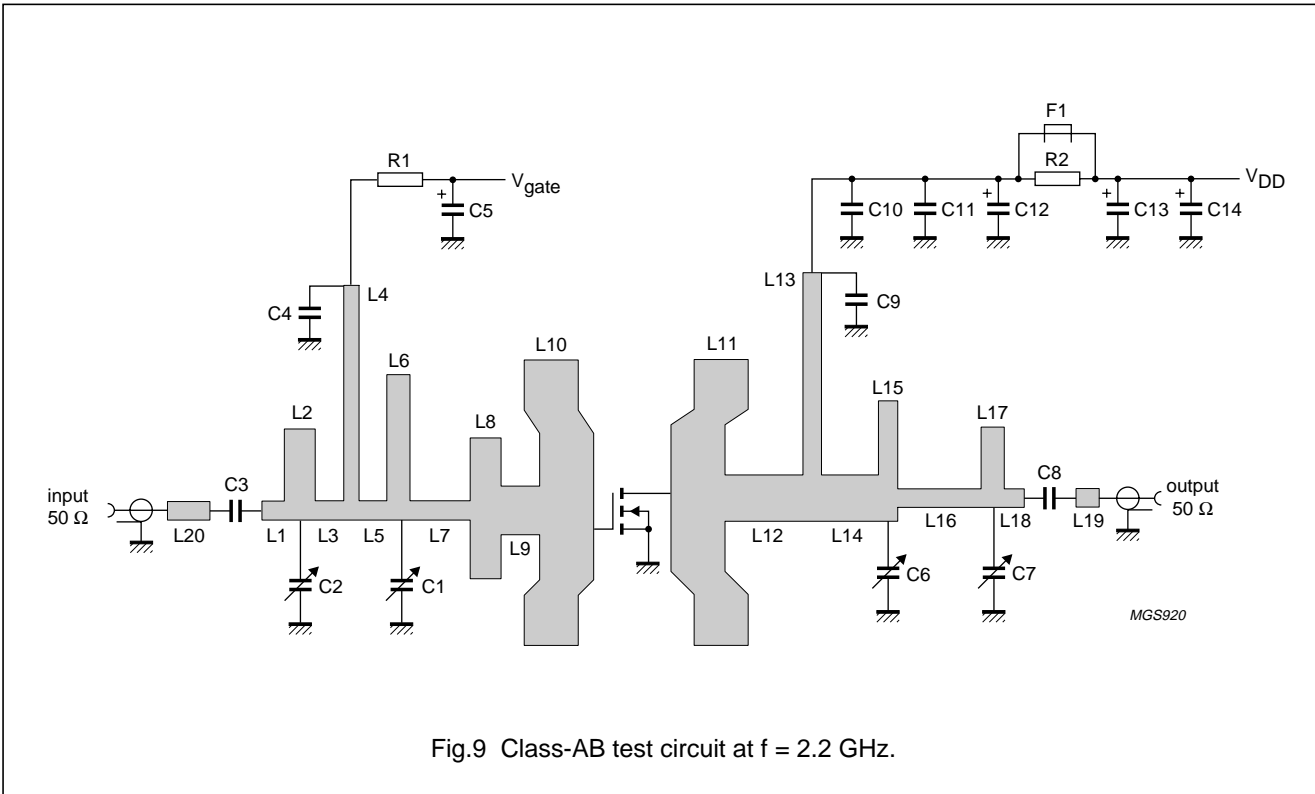 F1
R1
R2
V_gate
V_DD
C5
C10
C11
C12
C13
C14
+
+
+
+
L4
L13
C4
C9
L6
L10
L11
L15
L2
L8
L17
C3
C8
input
50 Ω
output
50 Ω
L20
L1
L3
L5
L7
L9
L12
L14
L16
L18
L19
C2
C1
C6
C7
MGS920
Fig.9 Class-AB test circuit at f = 2.2 GHz.